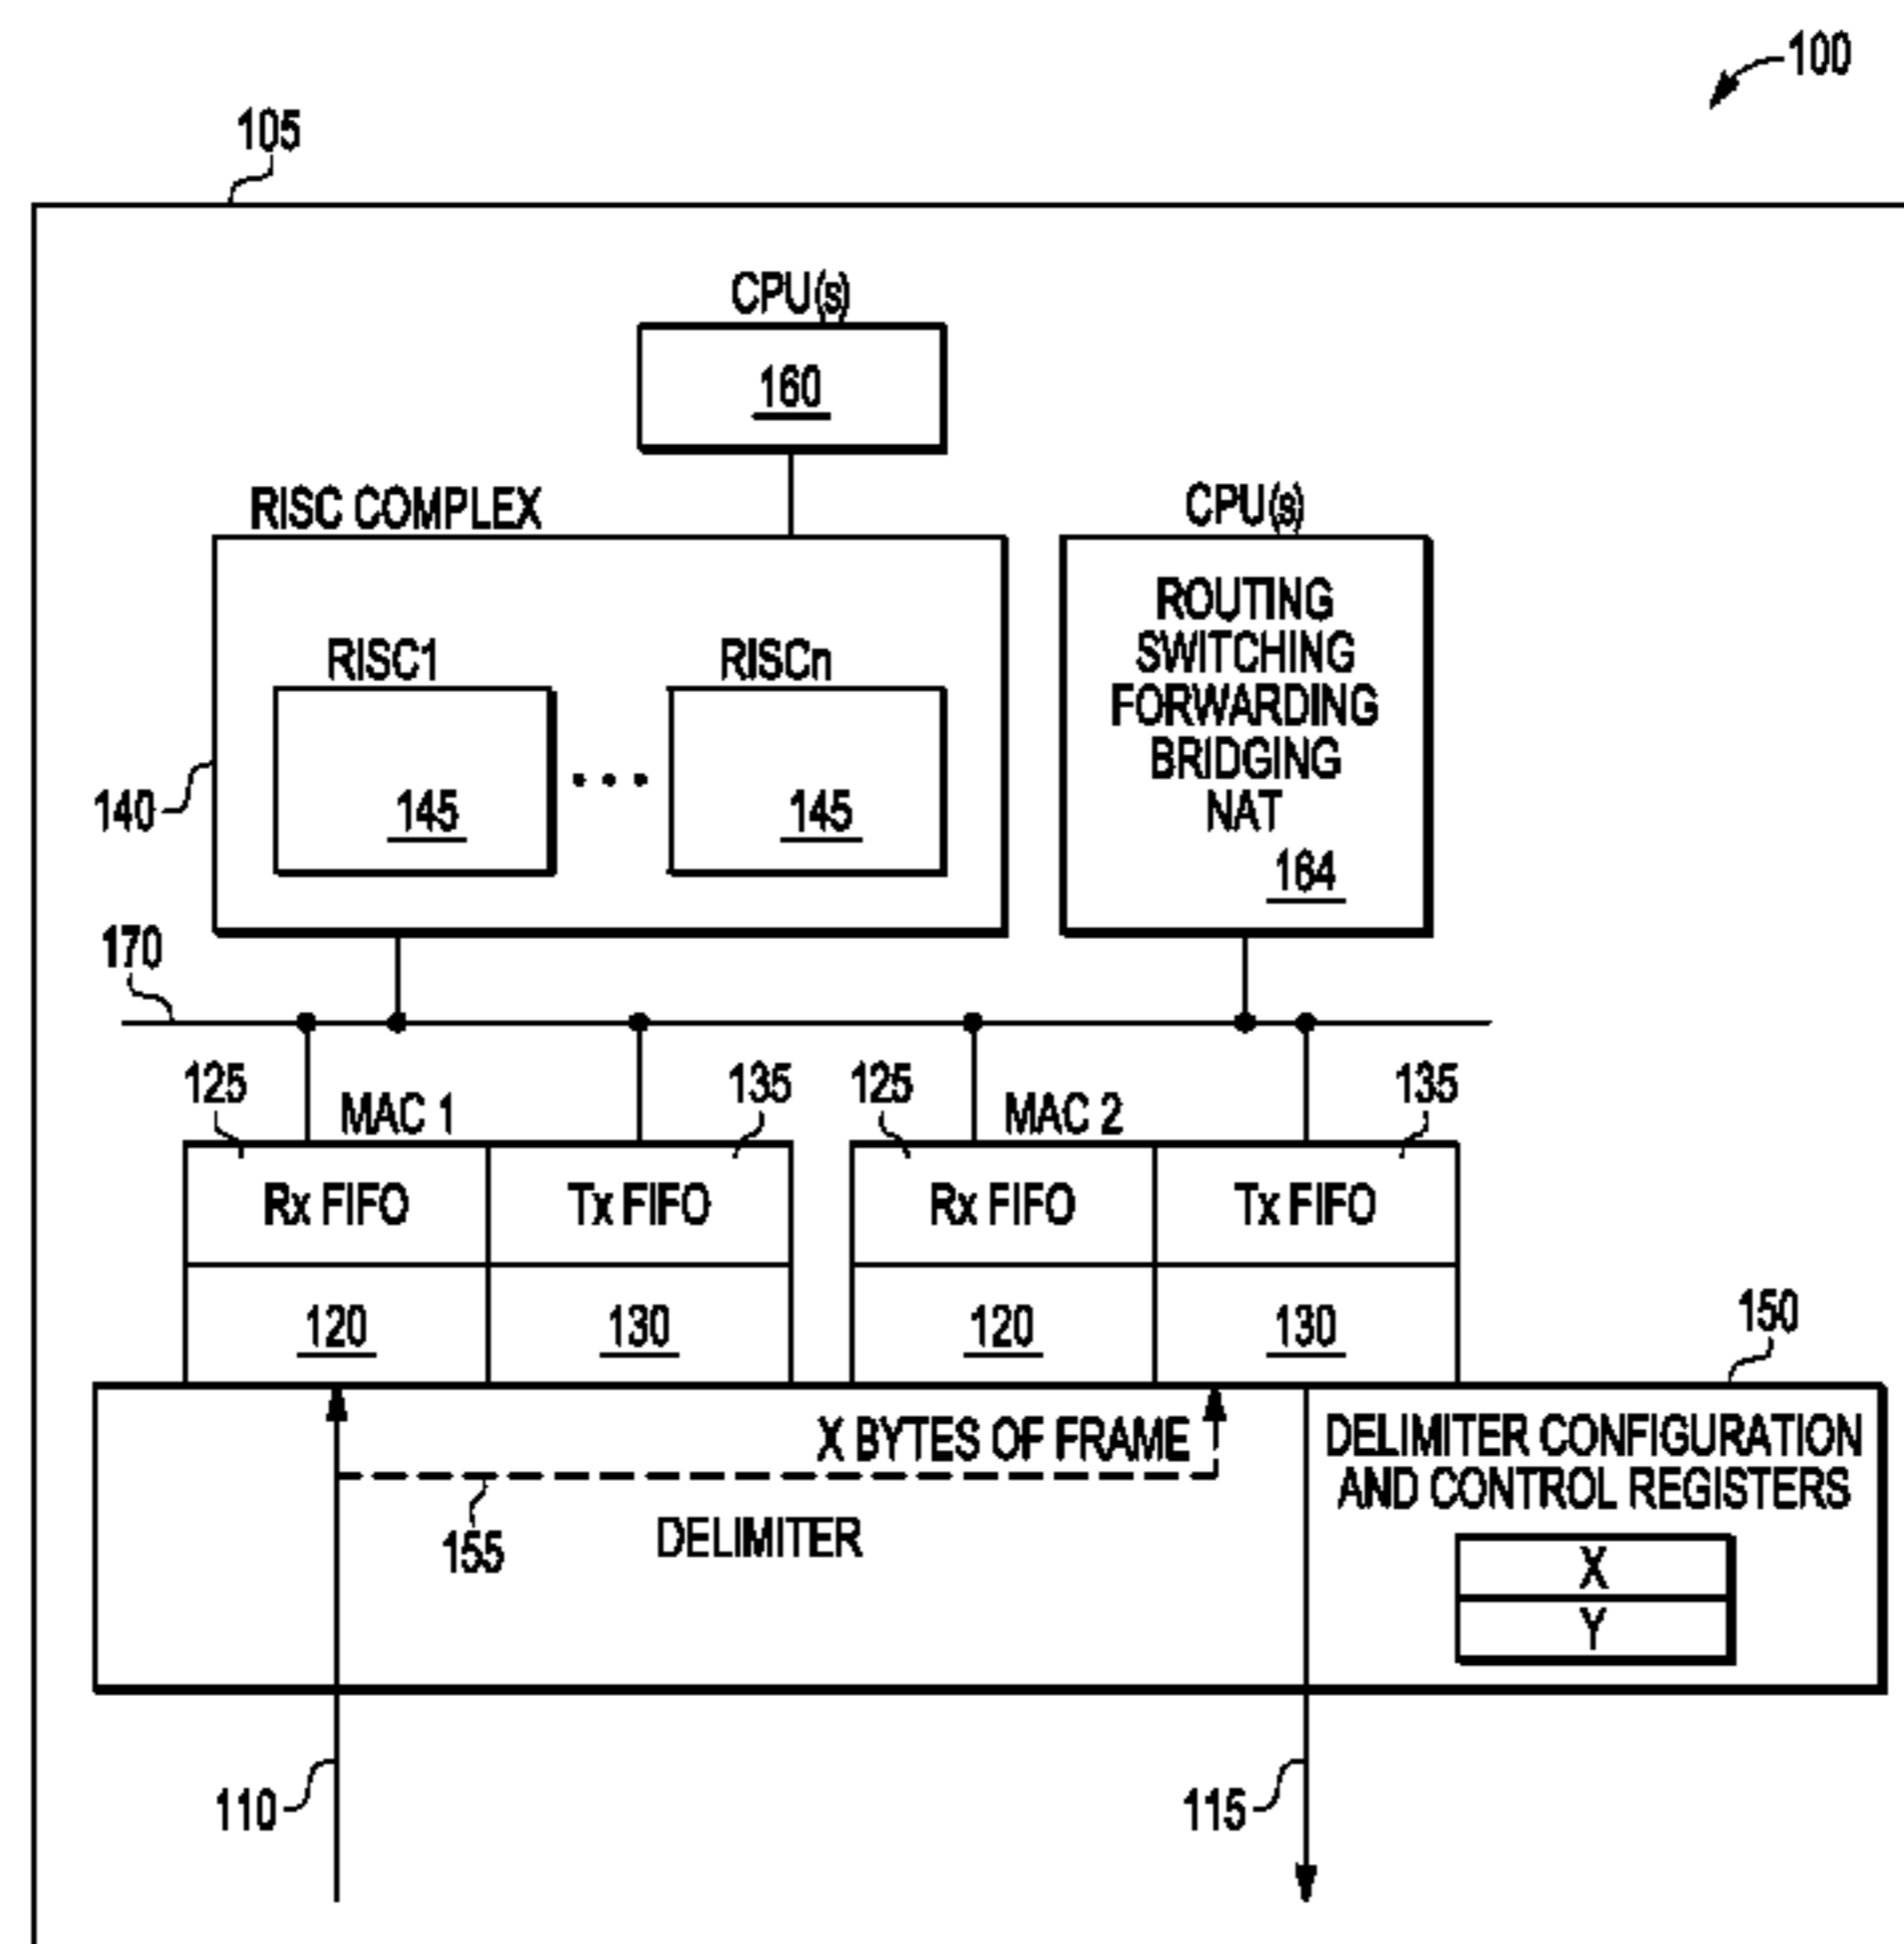 100
105
CPU(s)
160
RISC COMPLEX
CPU(s)
RISC1
RISCn
145
145
140
ROUTING
SWITCHING
FORWARDING
BRIDGING
NAT
164
170
125
MAC 1
135
125
MAC 2
135
Rx FIFO
Tx FIFO
Rx FIFO
Tx FIFO
120
130
120
130
150
X BYTES OF FRAME
155
DELIMITER
DELIMITER CONFIGURATION
AND CONTROL REGISTERS
X
Y
110
115